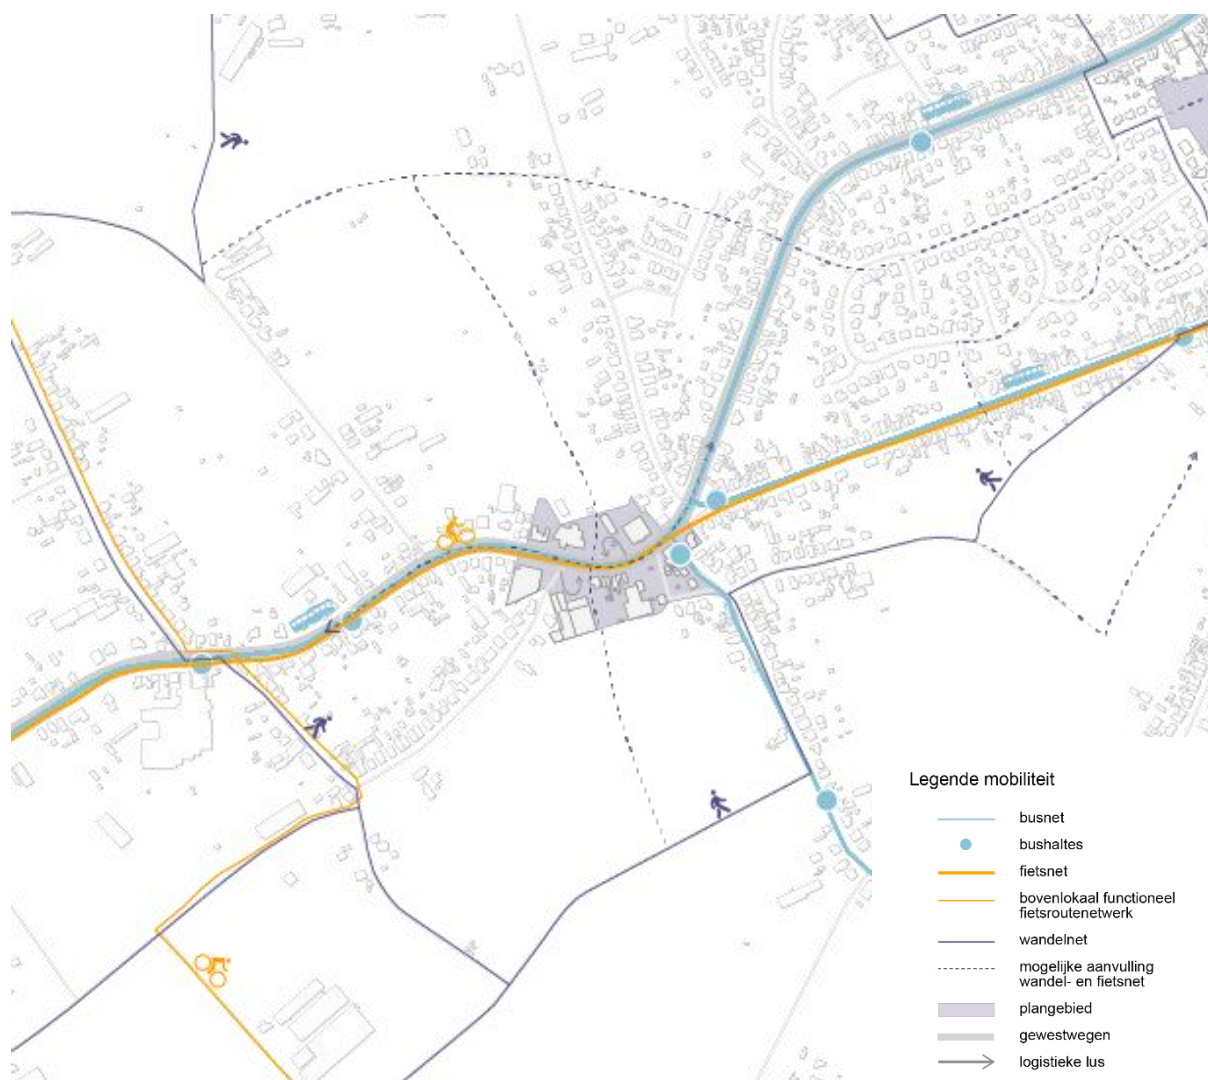 Legende mobiliteit
busnet
bushaltes
fietsnet
bovenlokaal functioneel
fietsroutenetwerk
wandelnet
mogelijke aanvulling
wandel- en fietsnet
plangebied
gewestwegen
logistieke lus